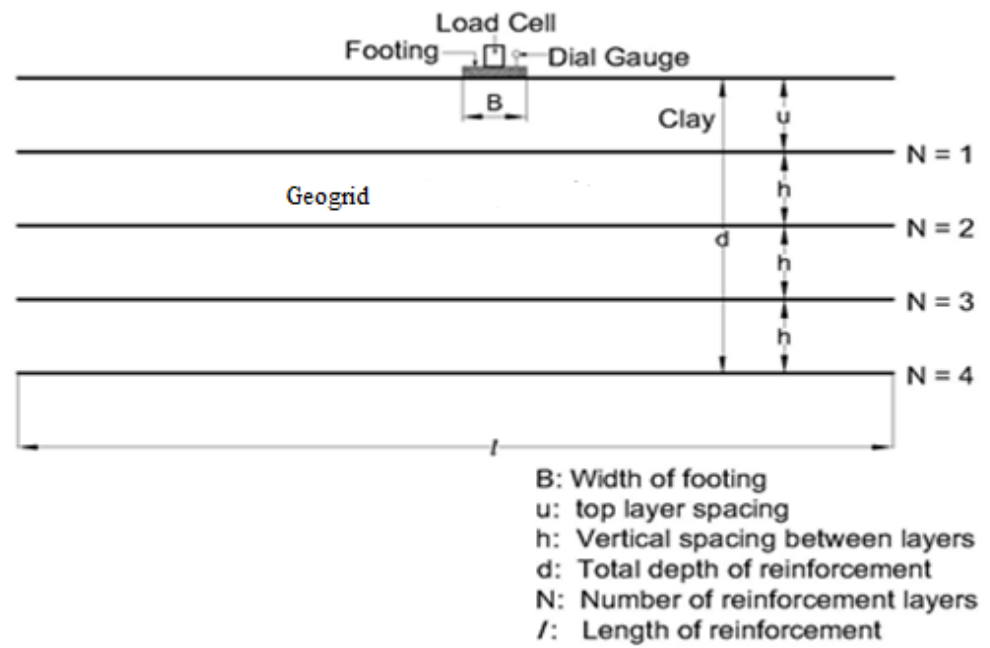 Load Cell
Footing
Dial Gauge
B
Clay
u
N = 1
h
Geogrid
N = 2
d
h
N = 3
h
N = 4
l
B: Width of footing
u: top layer spacing
h: Vertical spacing between layers
d: Total depth of reinforcement
N: Number of reinforcement layers
l: Length of reinforcement